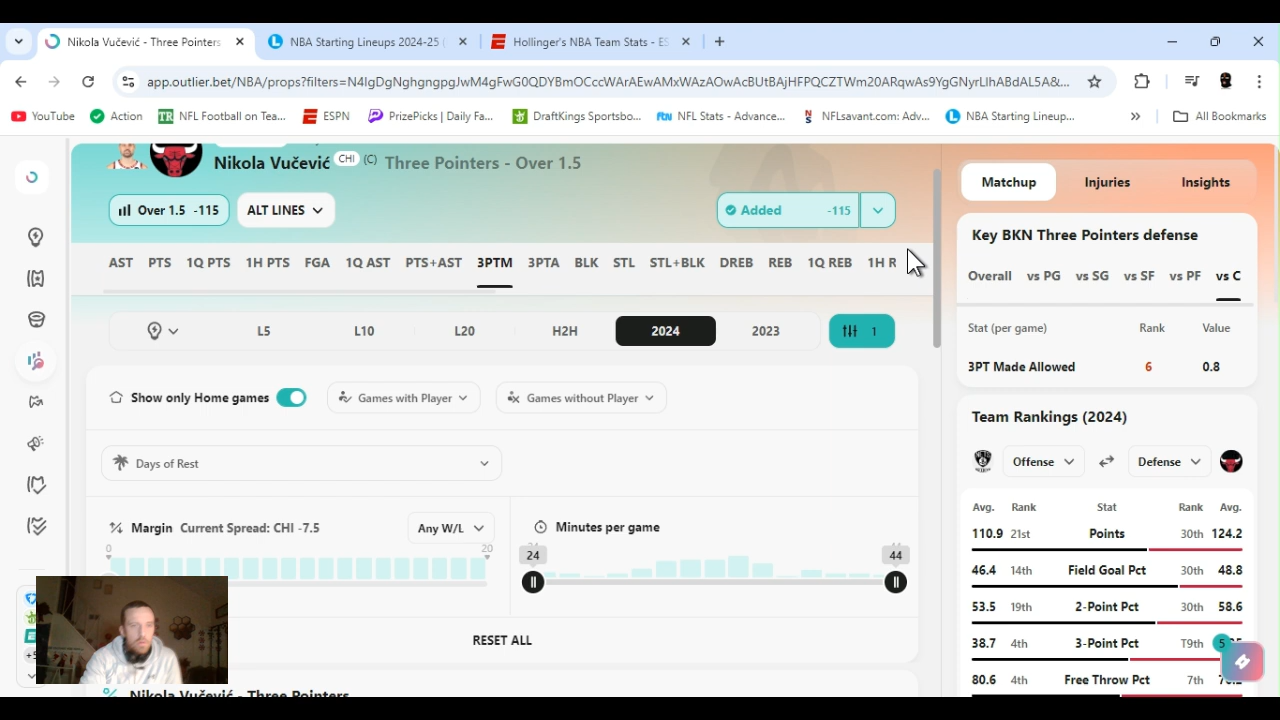 Nikola Vučević - Three Pointers
NBA Starting Lineups 2024-25 (
Hollinger's NBA Team Stats - ES
app.outlier.bet/NBA/props?filters=N4IgDgNghgngpgJwM4gFwG0QDYBmOCccWArAEwAMxWAzAOwAcBUtBAjHFPQCZTWm20ARqwAs9YgGNyrLIhABdAL5A&...
YouTube
Action
NFL Football on Tea...
ESPN
PrizePicks | Daily Fa...
DraftKings Sportsbo...
NFL Stats - Advance...
NFLsavant.com: Adv...
NBA Starting Lineup...
All Bookmarks
Nikola Vučević CHI (C) Three Pointers - Over 1.5
Over 1.5 -115
ALT LINES
Added -115
AST PTS 1Q PTS 1H PTS FGA 1Q AST PTS+AST 3PTM 3PTA BLK STL STL+BLK DREB REB 1Q REB 1H R
L5 L10 L20 H2H 2024 2023 1
Show only Home games
Games with Player
Games without Player
Days of Rest
Margin Current Spread: CHI -7.5
Any W/L
0 20
Minutes per game
24 44
RESET ALL
Nikola Vučević - Three Pointers
Matchup Injuries Insights
Key BKN Three Pointers defense
Overall vs PG vs SG vs SF vs PF vs C
Stat (per game) Rank Value
3PT Made Allowed 6 0.8
Team Rankings (2024)
Offense Defense
Avg. Rank Stat Rank Avg.
110.9 21st Points 30th 124.2
46.4 14th Field Goal Pct 30th 48.8
53.5 19th 2-Point Pct 30th 58.6
38.7 4th 3-Point Pct T9th
80.6 4th Free Throw Pct 7th